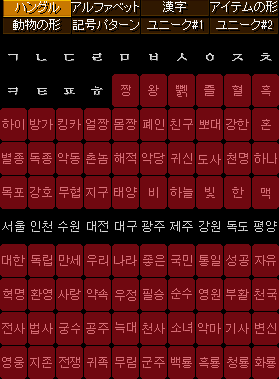 ハングル アルファベット 漢字 アイテムの形
動物の形 記号パターン ユニーク#1 ユニーク#2
ㄱ ㄴ ㄷ ㄹ ㅁ ㅂ ㅅ ㅇ ㅈ ㅊ
ㅋ ㅌ ㅍ ㅎ 짱 왕 뻵 쫄 혈 혹
하이 방가 킹카 얼짱 몸짱 폐인 친구 뽀대 강한 혼
별종 독종 악동 촌놈 해적 악당 귀신 도사 천명 하나
목포 강호 무협 지구 태양 비 하늘 빛 한 맥
서울 인천 수원 대전 대구 광주 제주 강원 독도 평양
대한 독립 만세 우리 나라 좋은 국민 통일 성공 자유
혁명 환영 사랑 약속 우정 필승 순수 영원 부활 천국
전사 법사 궁수 공주 늑대 천사 소녀 악마 기사 변신
영웅 지존 전쟁 귀족 무림 군주 백룡 흑룡 청룡 화룡